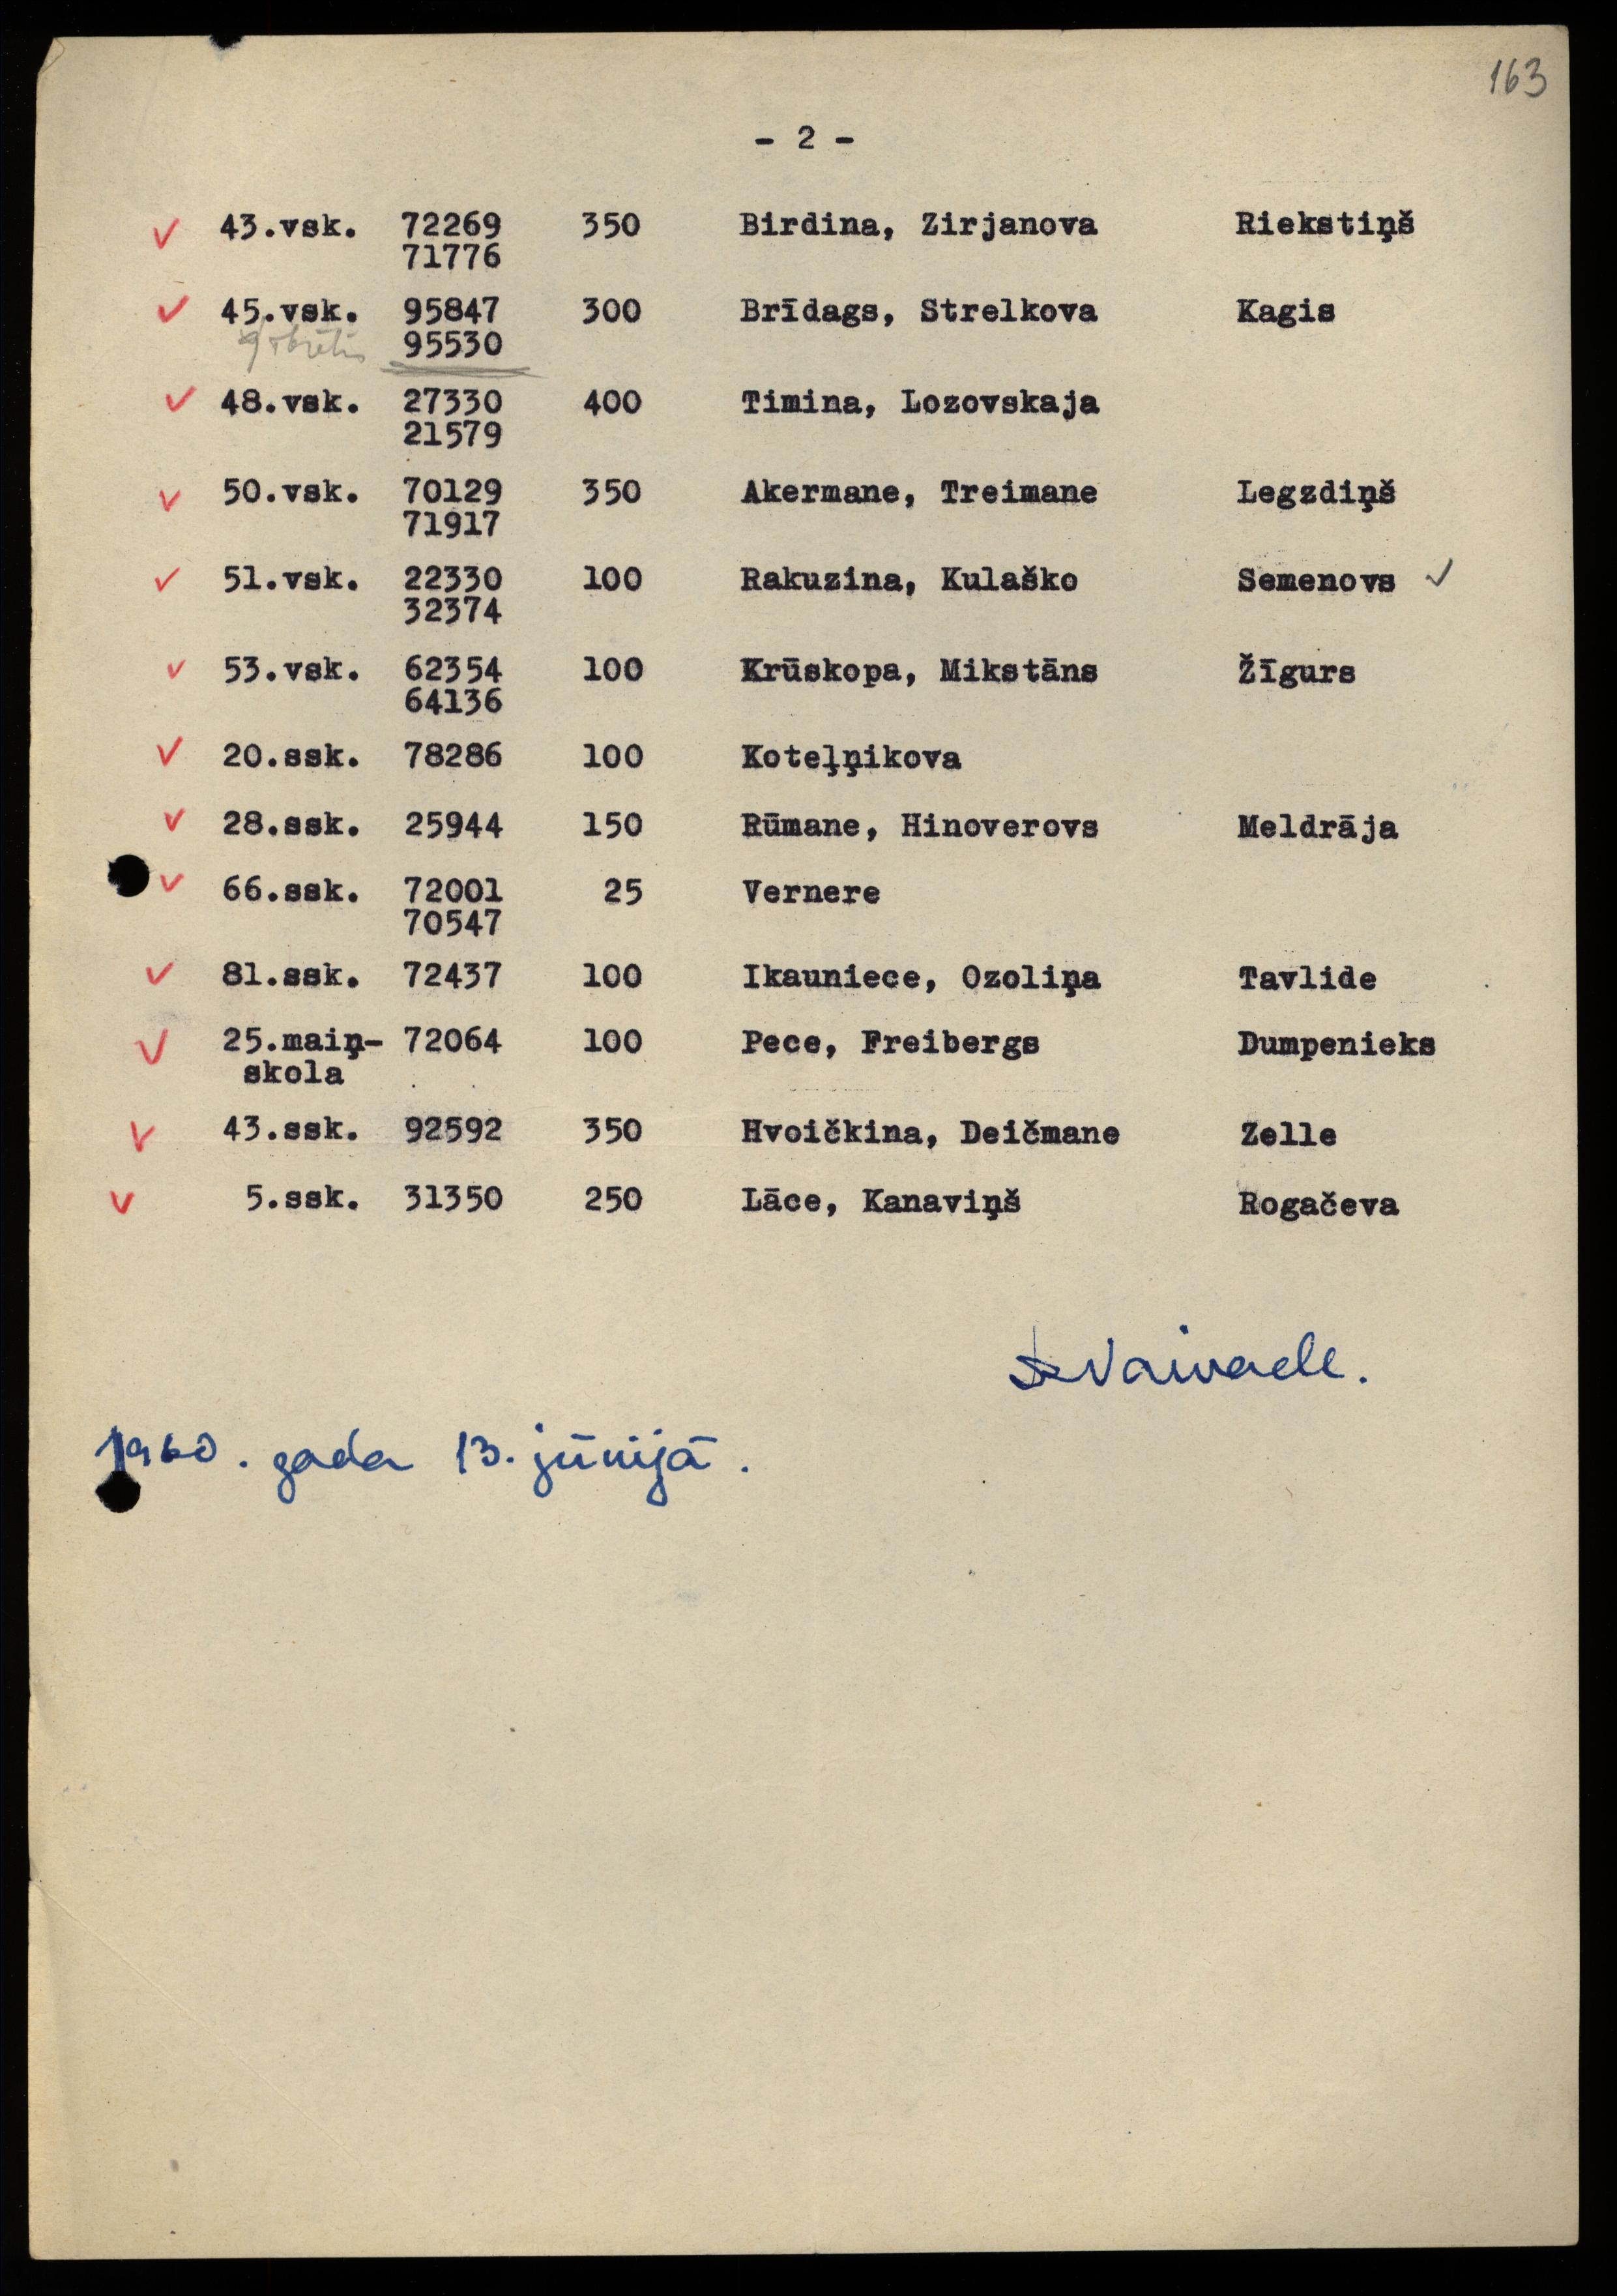 163
- 2 -
43.vsk. 72269 350 Birdina, Zirjanova Riekstiņš
71776
45.vsk. 95847 300 Brīdags, Strelkova Kagis
95530
48.vsk. 27330 400 Timina, Lozovskaja
21579
50.vsk. 70129 350 Akermane, Treimane Legzdiņš
71917
51.vsk. 22330 100 Rakuzina, Kulaško Semenovs ✓
32374
53.vsk. 62354 100 Krūskopa, Mikstāns Žīgurs
64136
20.ssk. 78286 100 Koteļņikova
28.ssk. 25944 150 Rūmane, Hinoverovs Meldrāja
66.ssk. 72001 25 Vernere
70547
81.ssk. 72437 100 Ikauniece, Ozoliņa Tavlide
25.maiņ- 72064 100 Pece, Freibergs Dumpenieks
skola
43.ssk. 92592 350 Hvoičkina, Deičmane Zelle
5.ssk. 31350 250 Lāce, Kanaviņš Rogačeva
1960. gada 13. jūnijā.